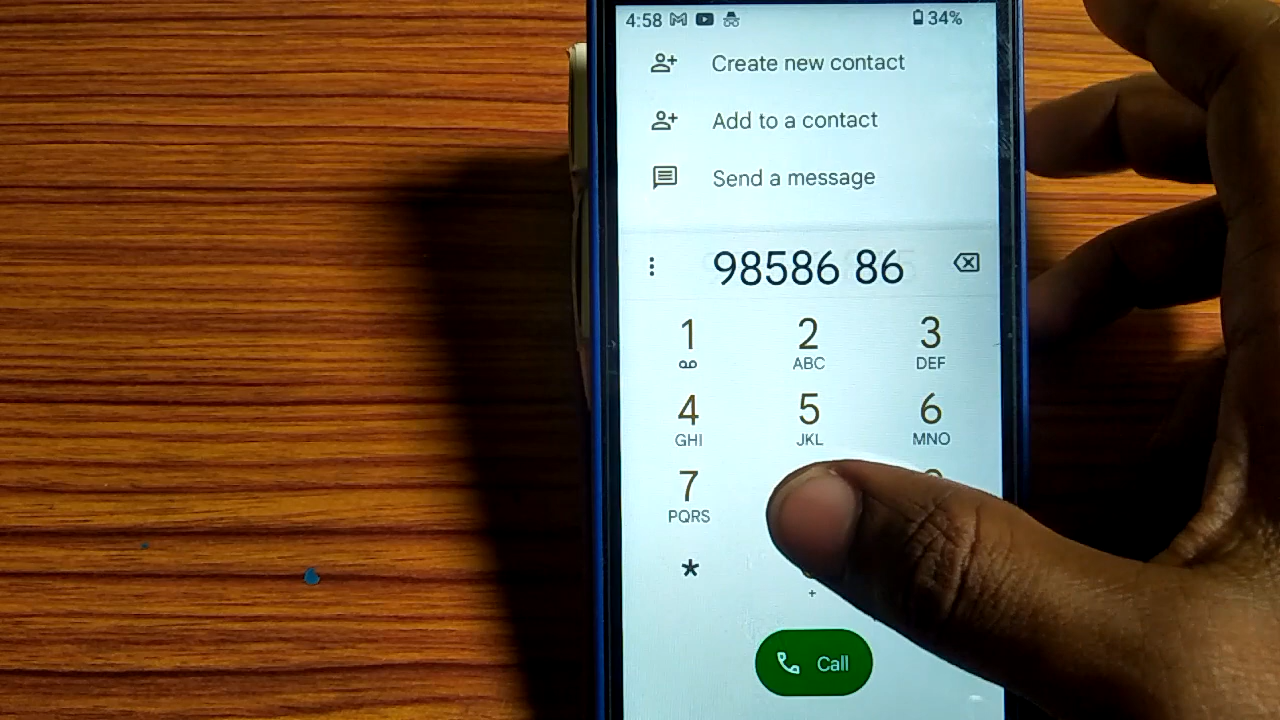 4:58 34%
Create new contact
Add to a contact
Send a message
98586 86
1 2 3
ABC DEF
4 5 6
GHI JKL MNO
7
PQRS
*
+
Call